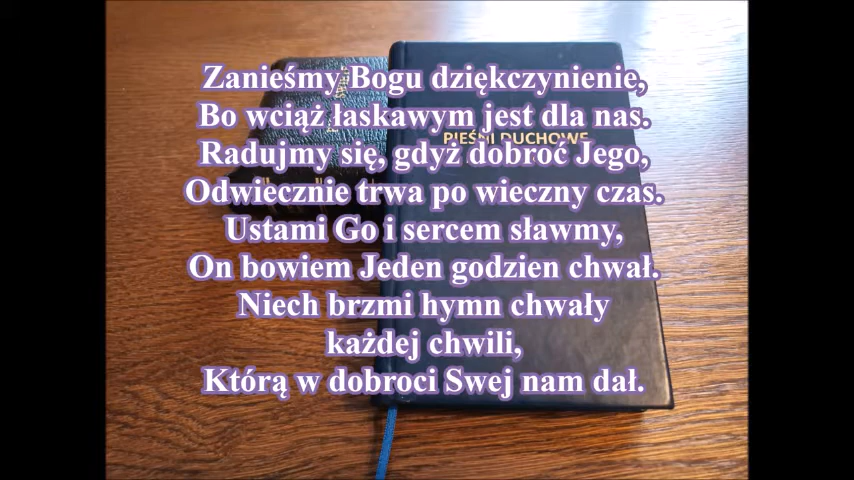 Zanieśmy Bogu dziękczynienie,
Bo wciąż łaskawym jest dla nas.
PIEŚNI DUCHOWE
Radujmy się, gdyż dobroć Jego,
Odwiecznie trwa po wieczny czas.
Ustami Go i sercem sławmy,
On bowiem Jeden godzien chwał.
Niech brzmi hymn chwały
każdej chwili,
Którą w dobroci Swej nam dał.